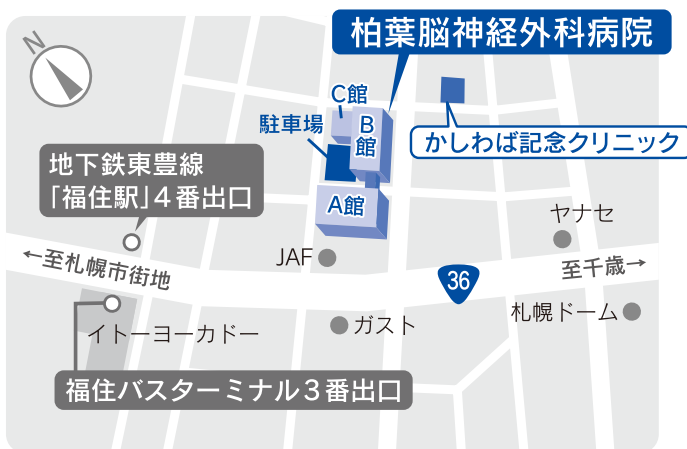 N
柏葉脳神経外科病院
C館
B
館
駐車場
かしわば記念クリニック
地下鉄東豊線
「福住駅」4番出口
A館
ヤナセ
JAF
←至札幌市街地
36
至千歳→
札幌ドーム
ガスト
イトーヨーカドー
福住バスターミナル3番出口